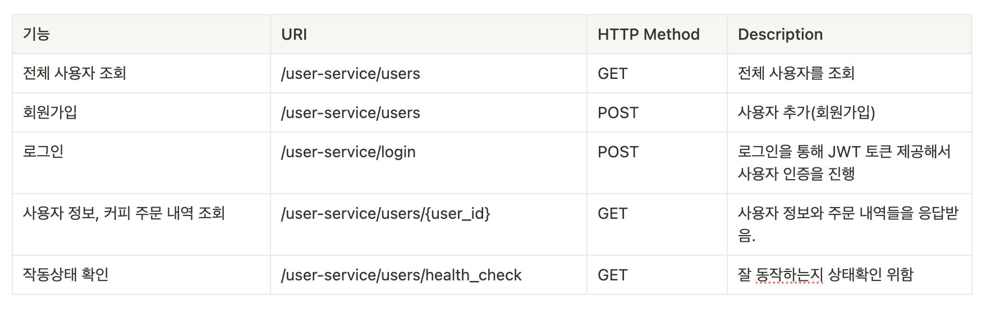 기능 URI HTTP Method Description
전체 사용자 조회 /user-service/users GET 전체 사용자를 조회
회원가입 /user-service/users POST 사용자 추가(회원가입)
로그인 /user-service/login POST 로그인을 통해 JWT 토큰 제공해서
사용자 인증을 진행
사용자 정보, 커피 주문 내역 조회 /user-service/users/{user_id} GET 사용자 정보와 주문 내역들을 응답받
음.
작동상태 확인 /user-service/users/health_check GET 잘 동작하는지 상태확인 위함